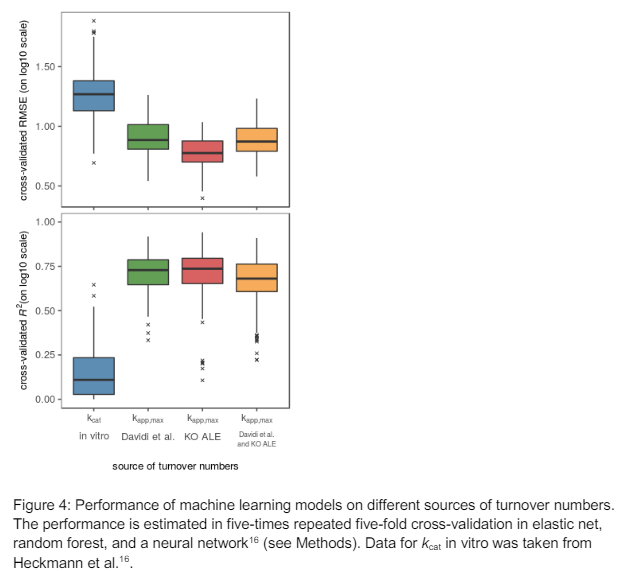 cross-validated RMSE (on log10 scale)
1.50
1.00
0.50
cross-validated R²(on log10 scale)
1.00
0.75
0.50
0.25
0.00
kcat kapp,max kapp,max kapp,max
in vitro Davidi et al. KO ALE Davidi et al.
and KO ALE
source of turnover numbers
Figure 4: Performance of machine learning models on different sources of turnover numbers.
The performance is estimated in five-times repeated five-fold cross-validation in elastic net,
random forest, and a neural network¹⁶ (see Methods). Data for kcat in vitro was taken from
Heckmann et al.¹⁶.